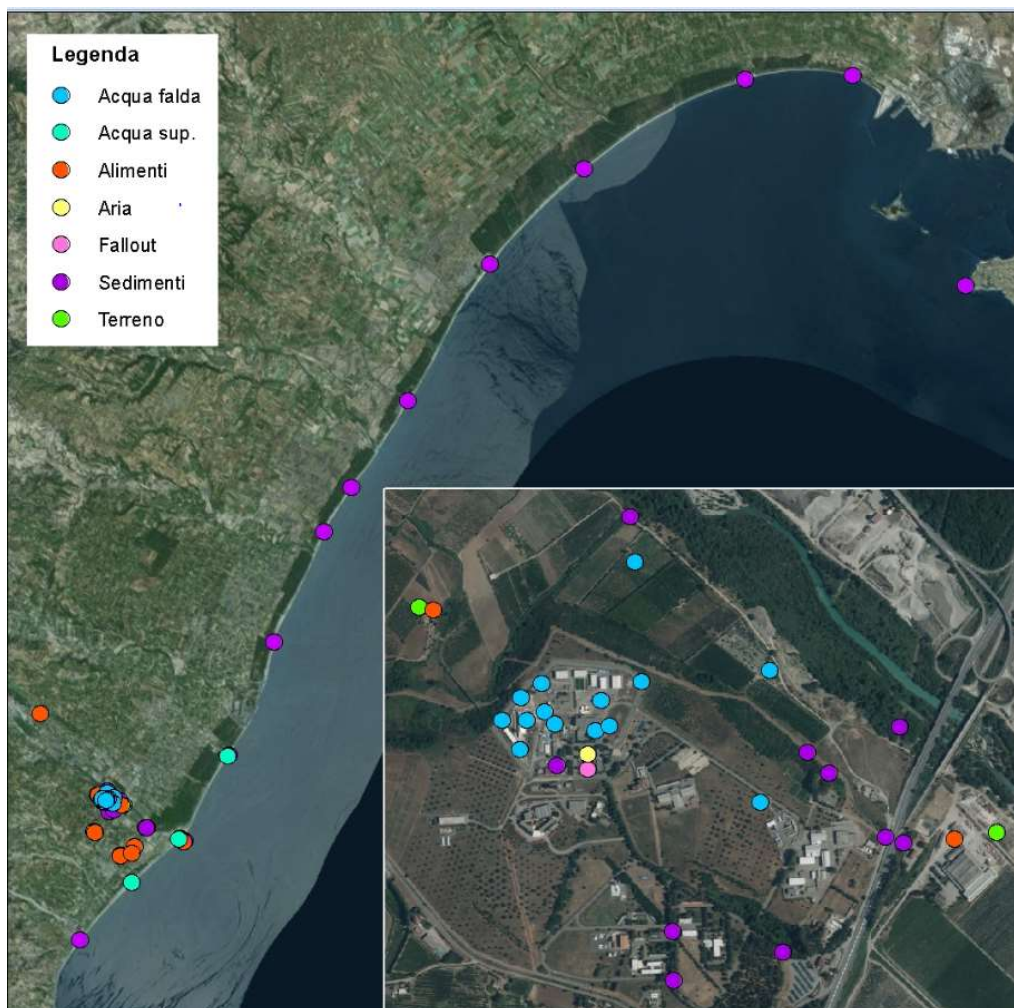 Legenda
Acqua falda
Acqua sup.
Alimenti
Aria
Fallout
Sedimenti
Terreno